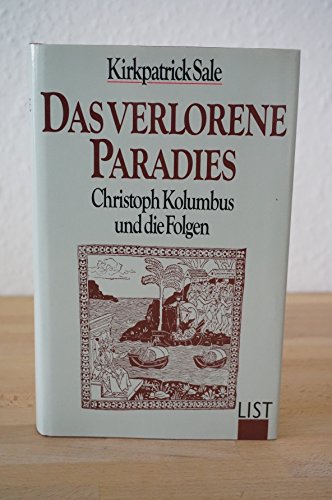 Kirkpatrick Sale
DAS VERLORENE
PARADIES
Christoph Kolumbus
und die Folgen
LIST